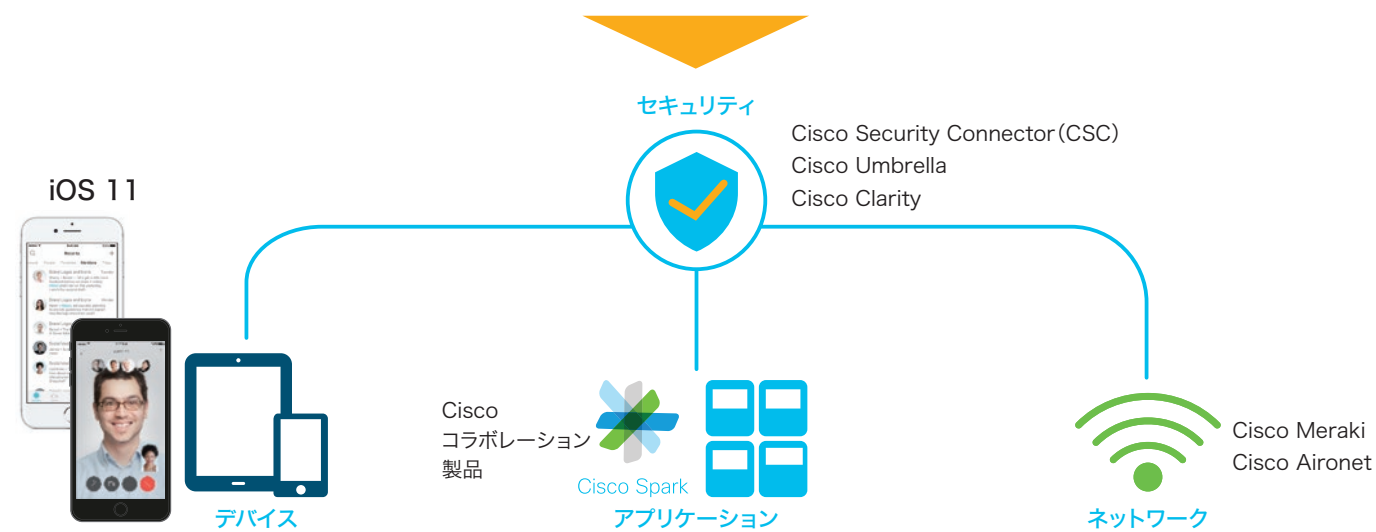 セキュリティ
Cisco Security Connector（CSC）
Cisco Umbrella
Cisco Clarity
iOS 11
Recents
Cisco
コラボレーション
製品
Cisco Spark
Cisco Meraki
Cisco Aironet
デバイス
アプリケーション
ネットワーク